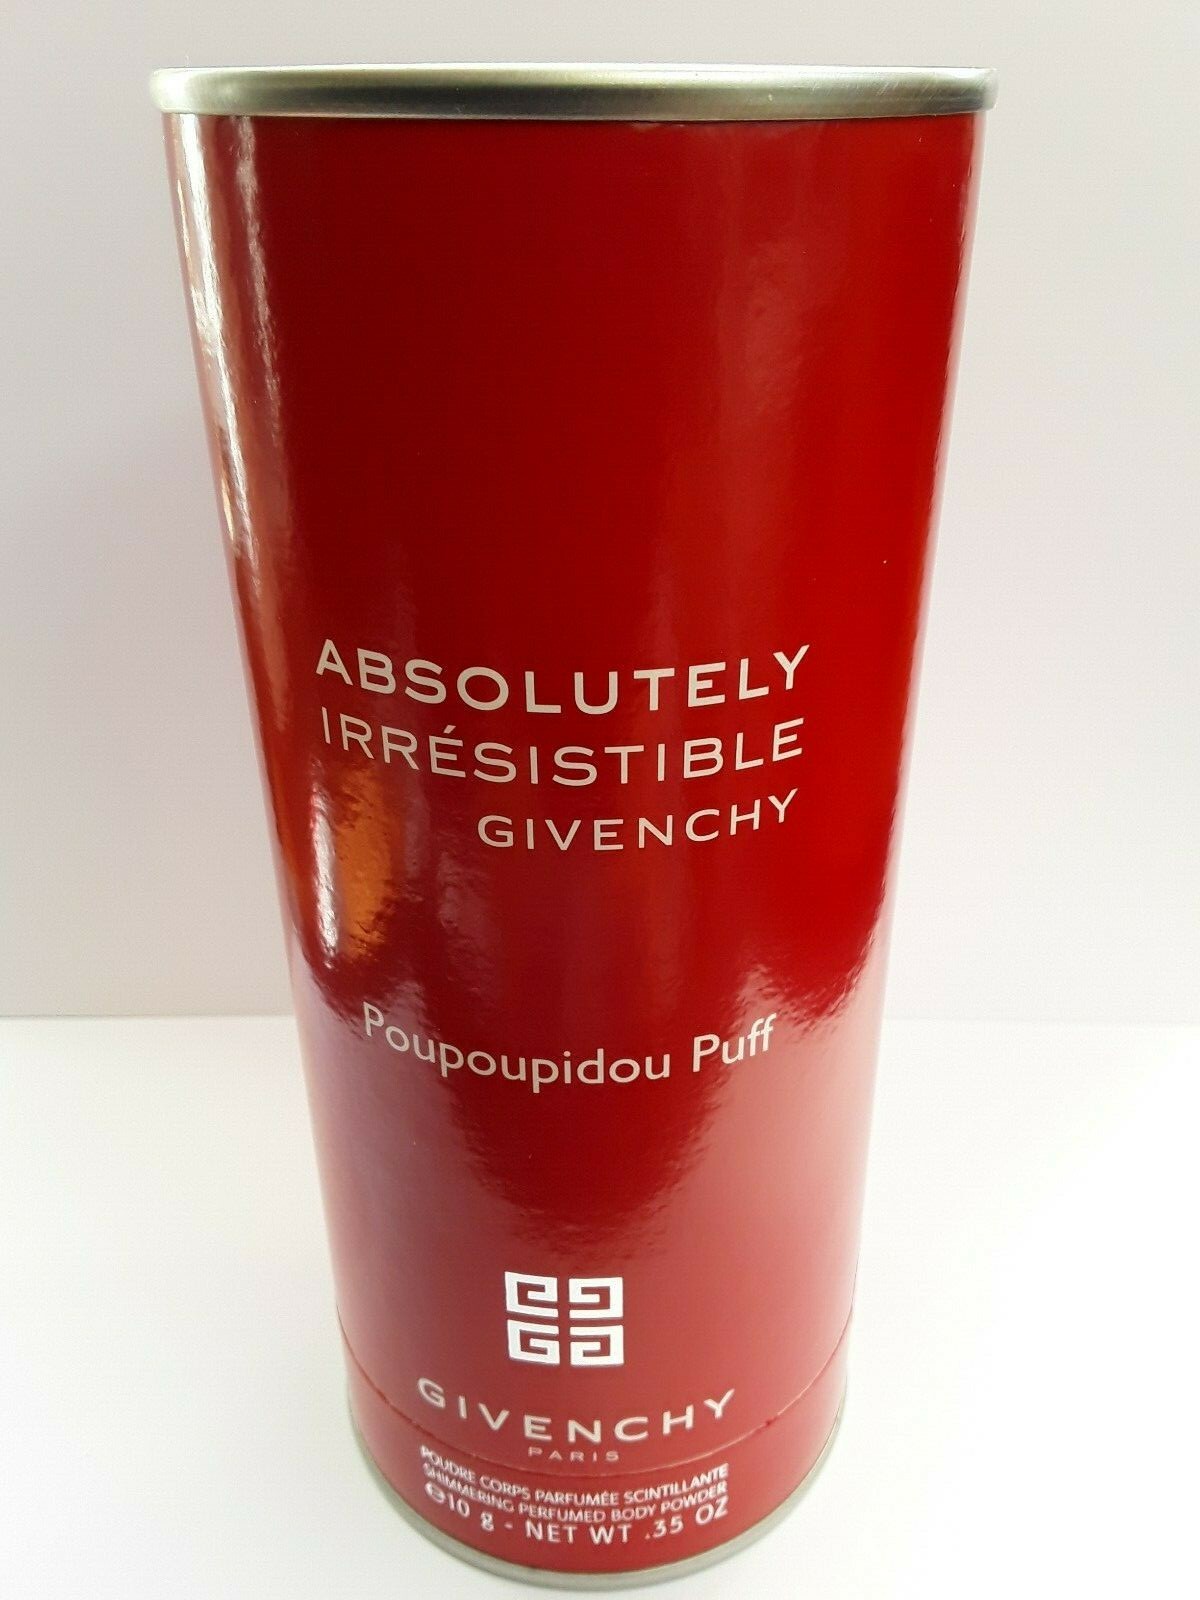 ABSOLUTELY
IRRÉSISTIBLE
GIVENCHY
Poupoupidou Puff
GIVENCHY
PARIS
POUDRE CORPS PARFUMÉE SCINTILLANTE
SHIMMERING PERFUMED BODY POWDER
℮10 g - NET WT .35 OZ